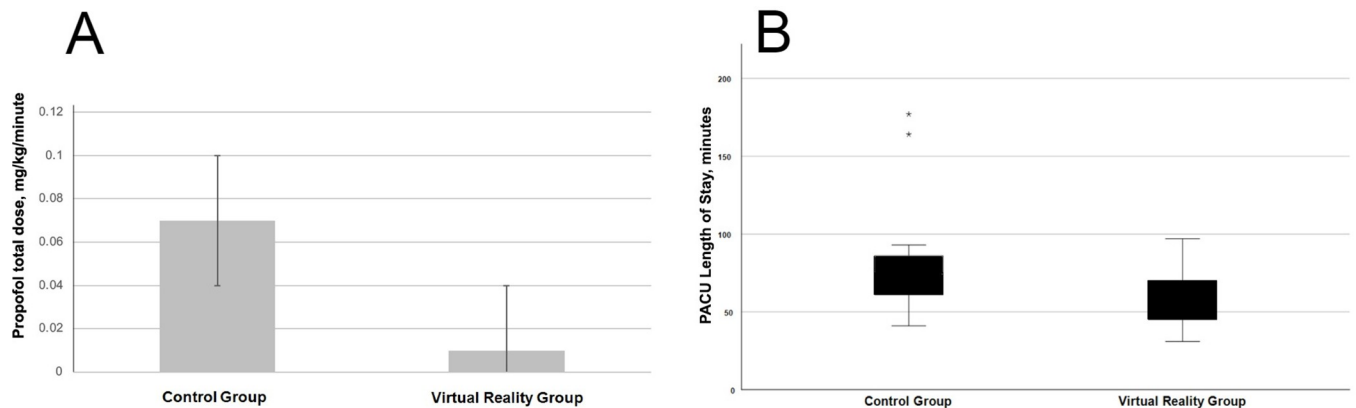 A
Propofol total dose, mg/kg/minute
0.12
0.1
0.08
0.06
0.04
0.02
0
Control Group
Virtual Reality Group
B
PACU Length of Stay, minutes
200
150
100
50
0
Control Group
Virtual Reality Group